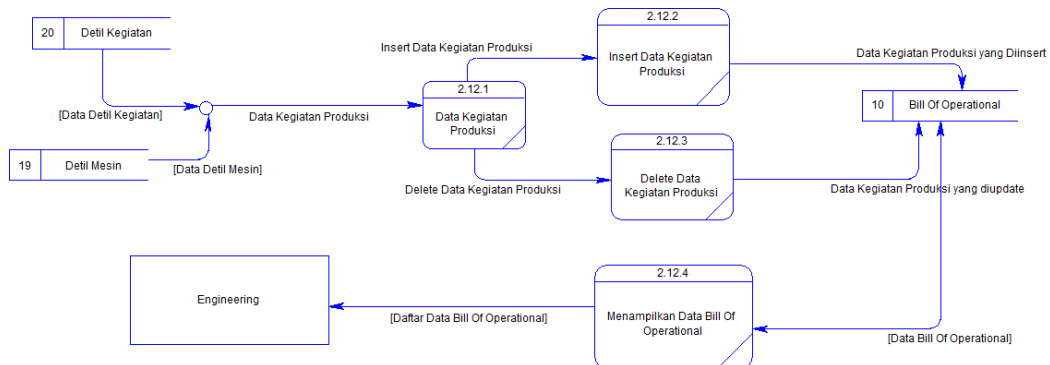 20 Detil Kegiatan
2.12.2
Insert Data Kegiatan Produksi
Insert Data Kegiatan
Produksi
Data Kegiatan Produksi yang Diinsert
2.12.1
10 Bill Of Operational
[Data Detil Kegiatan]
Data Kegiatan Produksi
Data Kegiatan
Produksi
2.12.3
19 Detil Mesin
[Data Detil Mesin]
Delete Data
Kegiatan Produksi
Delete Data Kegiatan Produksi
Data Kegiatan Produksi yang diupdate
2.12.4
Engineering
[Daftar Data Bill Of Operational]
Menampilkan Data Bill Of
Operational
[Data Bill Of Operational]